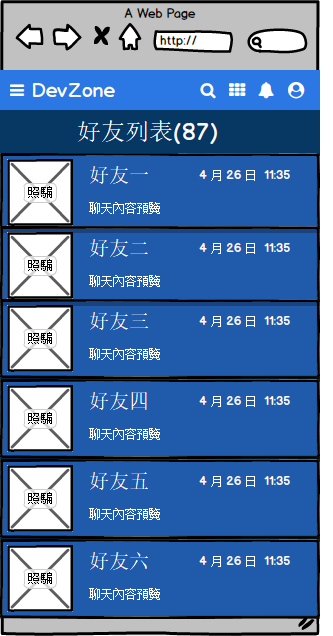 A Web Page
http://
DevZone
好友列表(87)
照騙
好友一
4 月 26 日 11:35
聊天內容預覽
照騙
好友二
4 月 26 日 11:35
聊天內容預覽
照騙
好友三
4 月 26 日 11:35
聊天內容預覽
照騙
好友四
4 月 26 日 11:35
聊天內容預覽
照騙
好友五
4 月 26 日 11:35
聊天內容預覽
照騙
好友六
4 月 26 日 11:35
聊天內容預覽